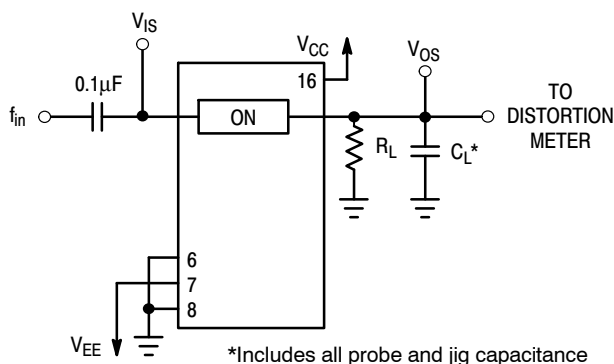 V_IS
V_CC
V_OS
0.1μF
16
f_in
ON
TO
DISTORTION
METER
R_L
C_L*
6
7
8
V_EE
*Includes all probe and jig capacitance